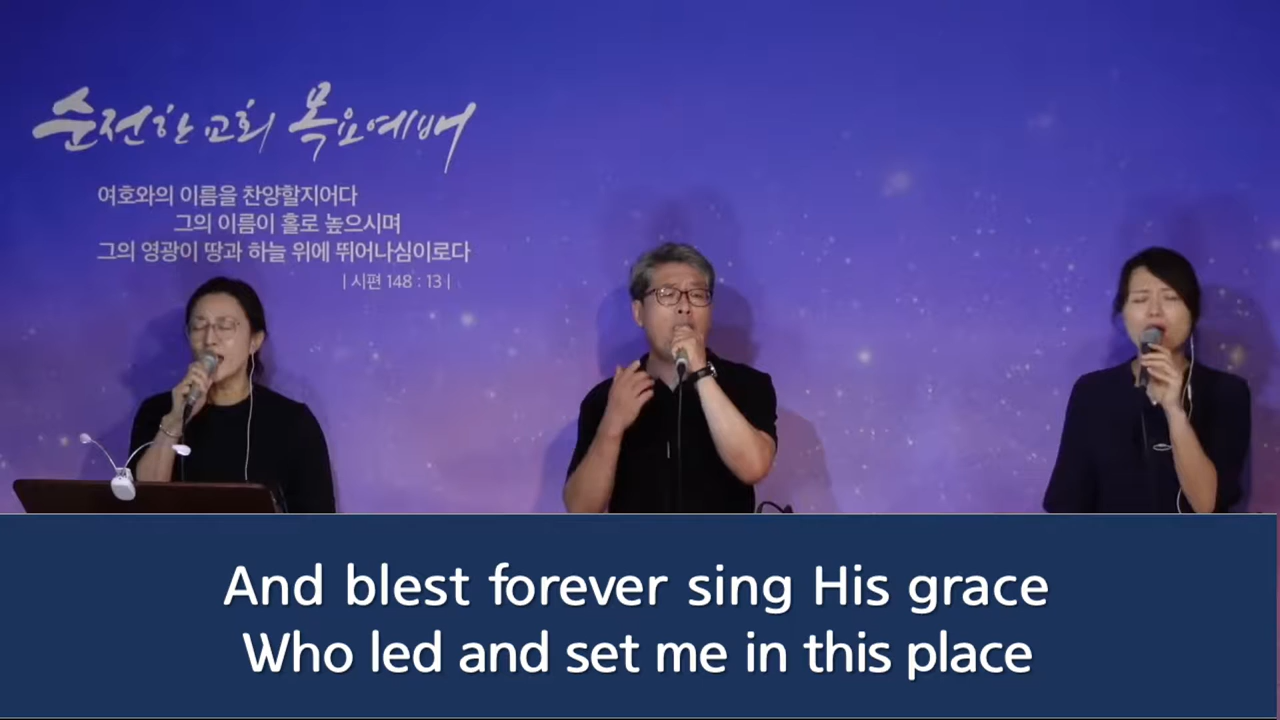 순전한 교회 목요예배
여호와의 이름을 찬양할지어다
그의 이름이 홀로 높으시며
그의 영광이 땅과 하늘 위에 뛰어나심이로다
| 시편 148 : 13 |
And blest forever sing His grace
Who led and set me in this place